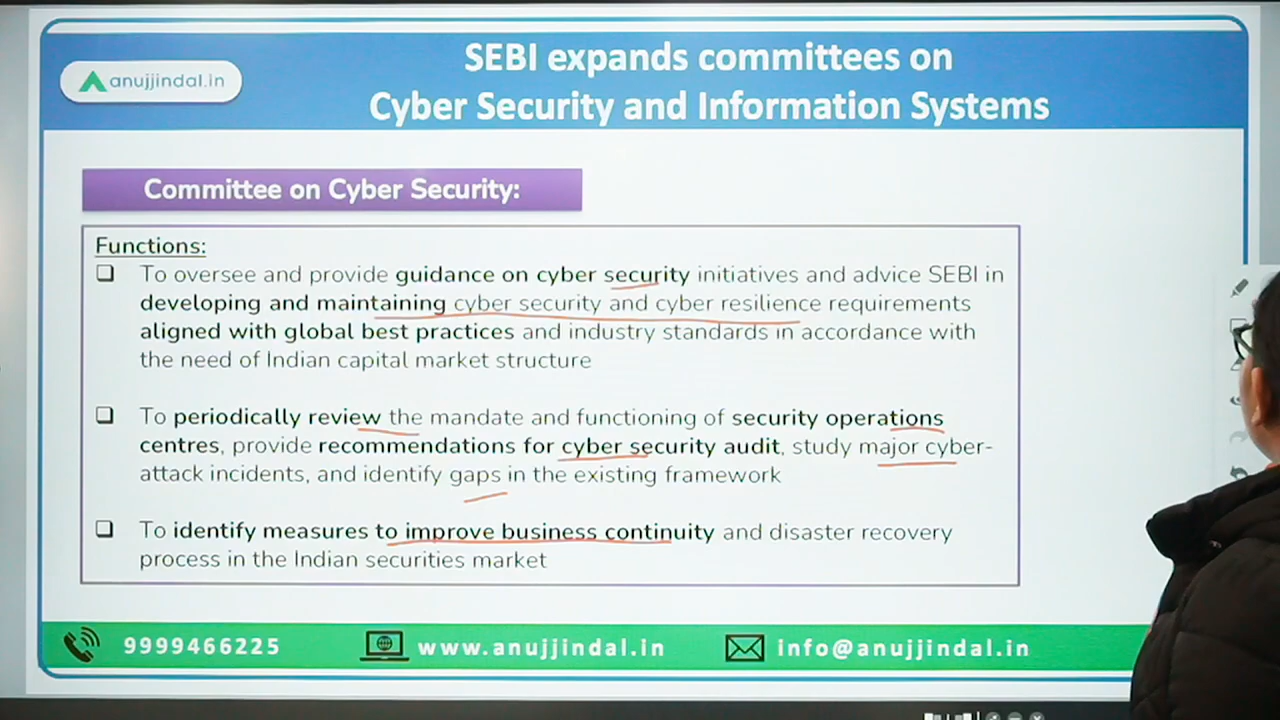 SEBI expands committees on
anujjindal.in
Cyber Security and Information Systems
Committee on Cyber Security:
Functions:
To oversee and provide guidance on cyber security initiatives and advice SEBI in
developing and maintaining cyber security and cyber resilience requirements
aligned with global best practices and industry standards in accordance with
the need of Indian capital market structure
To periodically review the mandate and functioning of security operations
centres, provide recommendations for cyber security audit, study major cyber-
attack incidents, and identify gaps in the existing framework
To identify measures to improve business continuity and disaster recovery
process in the Indian securities market
9999466225 www.anujjindal.in info@anujjindal.in